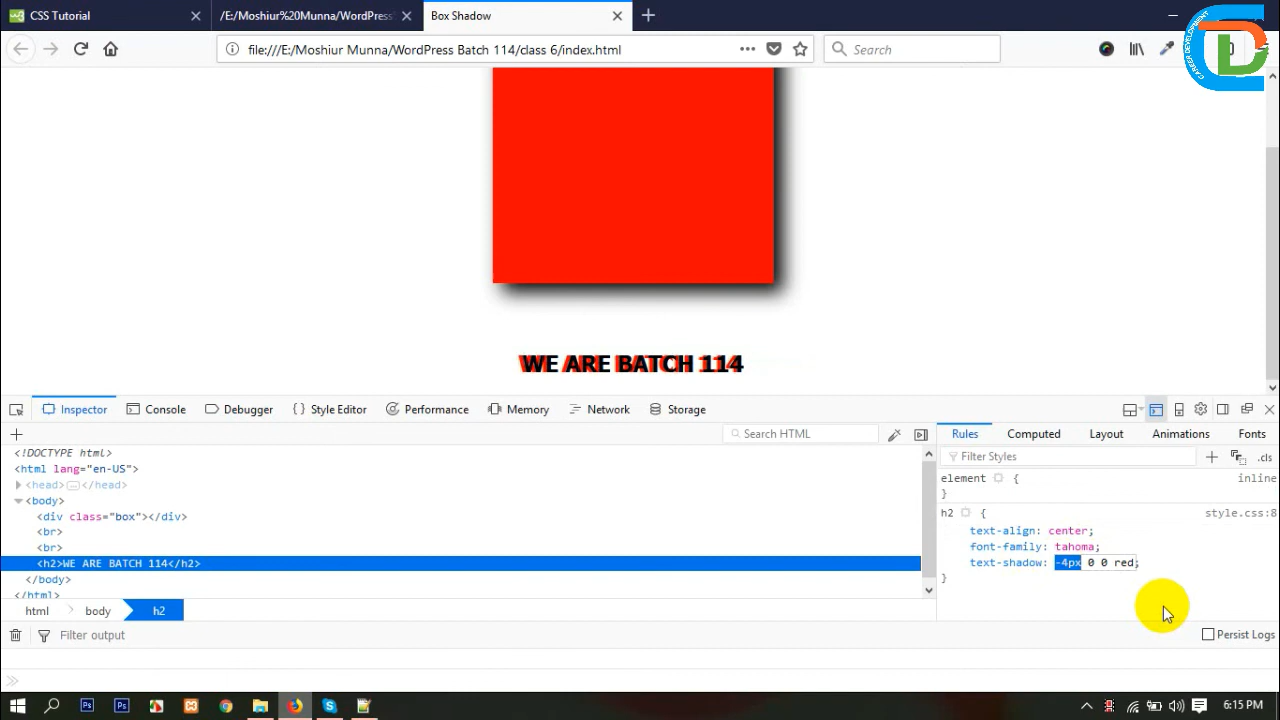 CSS Tutorial
/E:/Moshiur%20Munna/WordPress
Box Shadow
file:///E:/Moshiur Munna/WordPress Batch 114/class 6/index.html
Search
CAREER DEVELOPMENT
WE ARE BATCH 114
Inspector
Console
Debugger
{ } Style Editor
Performance
Memory
Network
Storage
Search HTML
Rules
Computed
Layout
Animations
Fonts
Filter Styles
.cls
<!DOCTYPE html>
<html lang="en-US">
<head>…</head>
<body>
<div class="box"></div>
<br>
<br>
<h2>WE ARE BATCH 114</h2>
</body>
</html>
element {
inline
}
h2 {
style.css:8
text-align: center;
font-family: tahoma;
text-shadow: -4px 0 0 red;
}
html
body
h2
Filter output
Persist Logs
6:15 PM